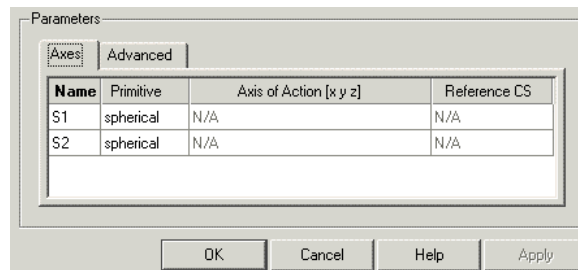 Parameters
Axes Advanced
Name Primitive Axis of Action [x y z] Reference CS
S1 spherical N/A N/A
S2 spherical N/A N/A
OK Cancel Help Apply